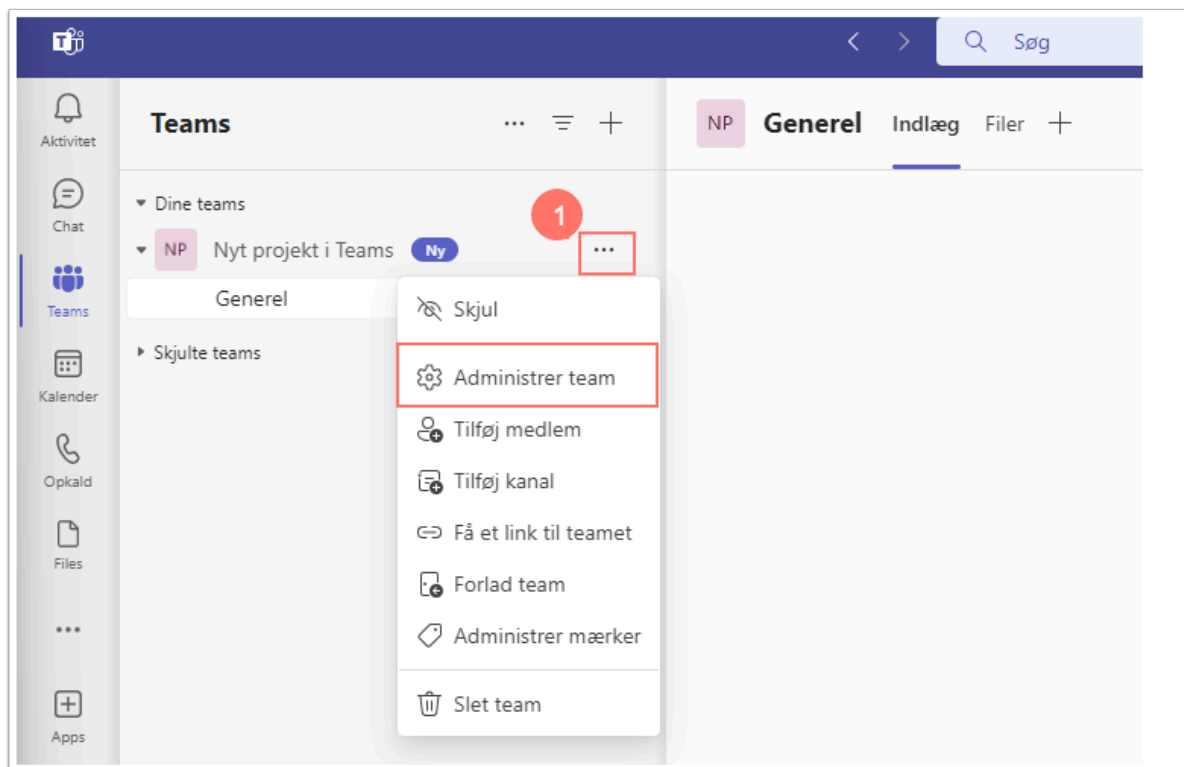 Søg
Aktivitet
Chat
Teams
Kalender
Opkald
Files
Apps
Teams
Dine teams
1
NP Nyt projekt i Teams Ny
Generel
Skjulte teams
Skjul
Administrer team
Tilføj medlem
Tilføj kanal
Få et link til teamet
Forlad team
Administrer mærker
Slet team
NP Generel Indlæg Filer